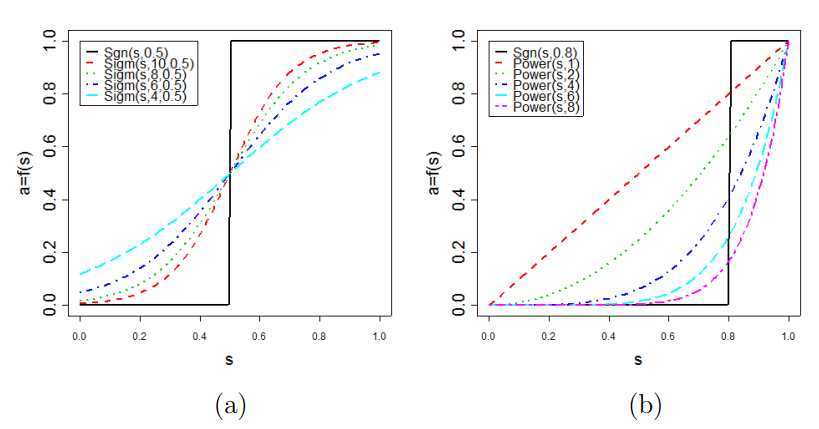 1.0
0.8
0.6
0.4
0.2
0.0
a=f(s)
Sgn(s,0.5)
Sigm(s,10,0.5)
Sigm(s,8,0.5)
Sigm(s,6,0.5)
Sigm(s,4,0.5)
0.0 0.2 0.4 0.6 0.8 1.0
s
(a)
1.0
0.8
0.6
0.4
0.2
0.0
a=f(s)
Sgn(s,0.8)
Power(s,1)
Power(s,2)
Power(s,4)
Power(s,6)
Power(s,8)
0.0 0.2 0.4 0.6 0.8 1.0
s
(b)